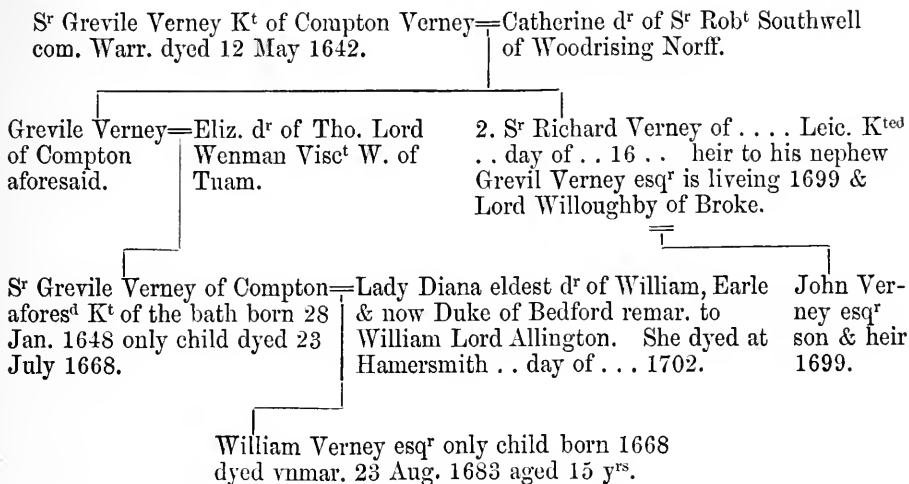 Sʳ Grevile Verney Kᵗ of Compton Verney=Catherine dʳ of Sʳ Robᵗ Southwell
com. Warr. dyed 12 May 1642. of Woodrising Norff.
Grevile Verney=Eliz. dʳ of Tho. Lord
of Compton Wenman Viscᵗ W. of
aforesaid. Tuam.
2. Sʳ Richard Verney of . . . . Leic. Kᵗᵉᵈ
. . day of . . 16 . . heir to his nephew
Grevil Verney esqʳ is liveing 1699 &
Lord Willoughby of Broke.
Sʳ Grevile Verney of Compton=Lady Diana eldest dʳ of William, Earle
aforesᵈ Kᵗ of the bath born 28 & now Duke of Bedford remar. to
Jan. 1648 only child dyed 23 William Lord Allington. She dyed at
July 1668. Hamersmith . . day of . . . 1702.
John Ver-
ney esqʳ
son & heir
1699.
William Verney esqʳ only child born 1668
dyed vnmar. 23 Aug. 1683 aged 15 yʳˢ.